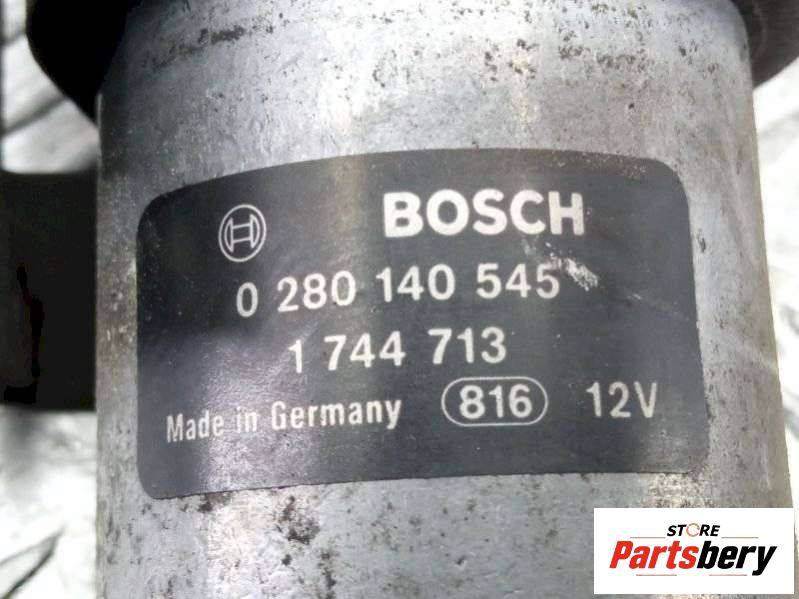 BOSCH
0 280 140 545
1 744 713
Made in Germany 816 12V
STORE
Partsbery